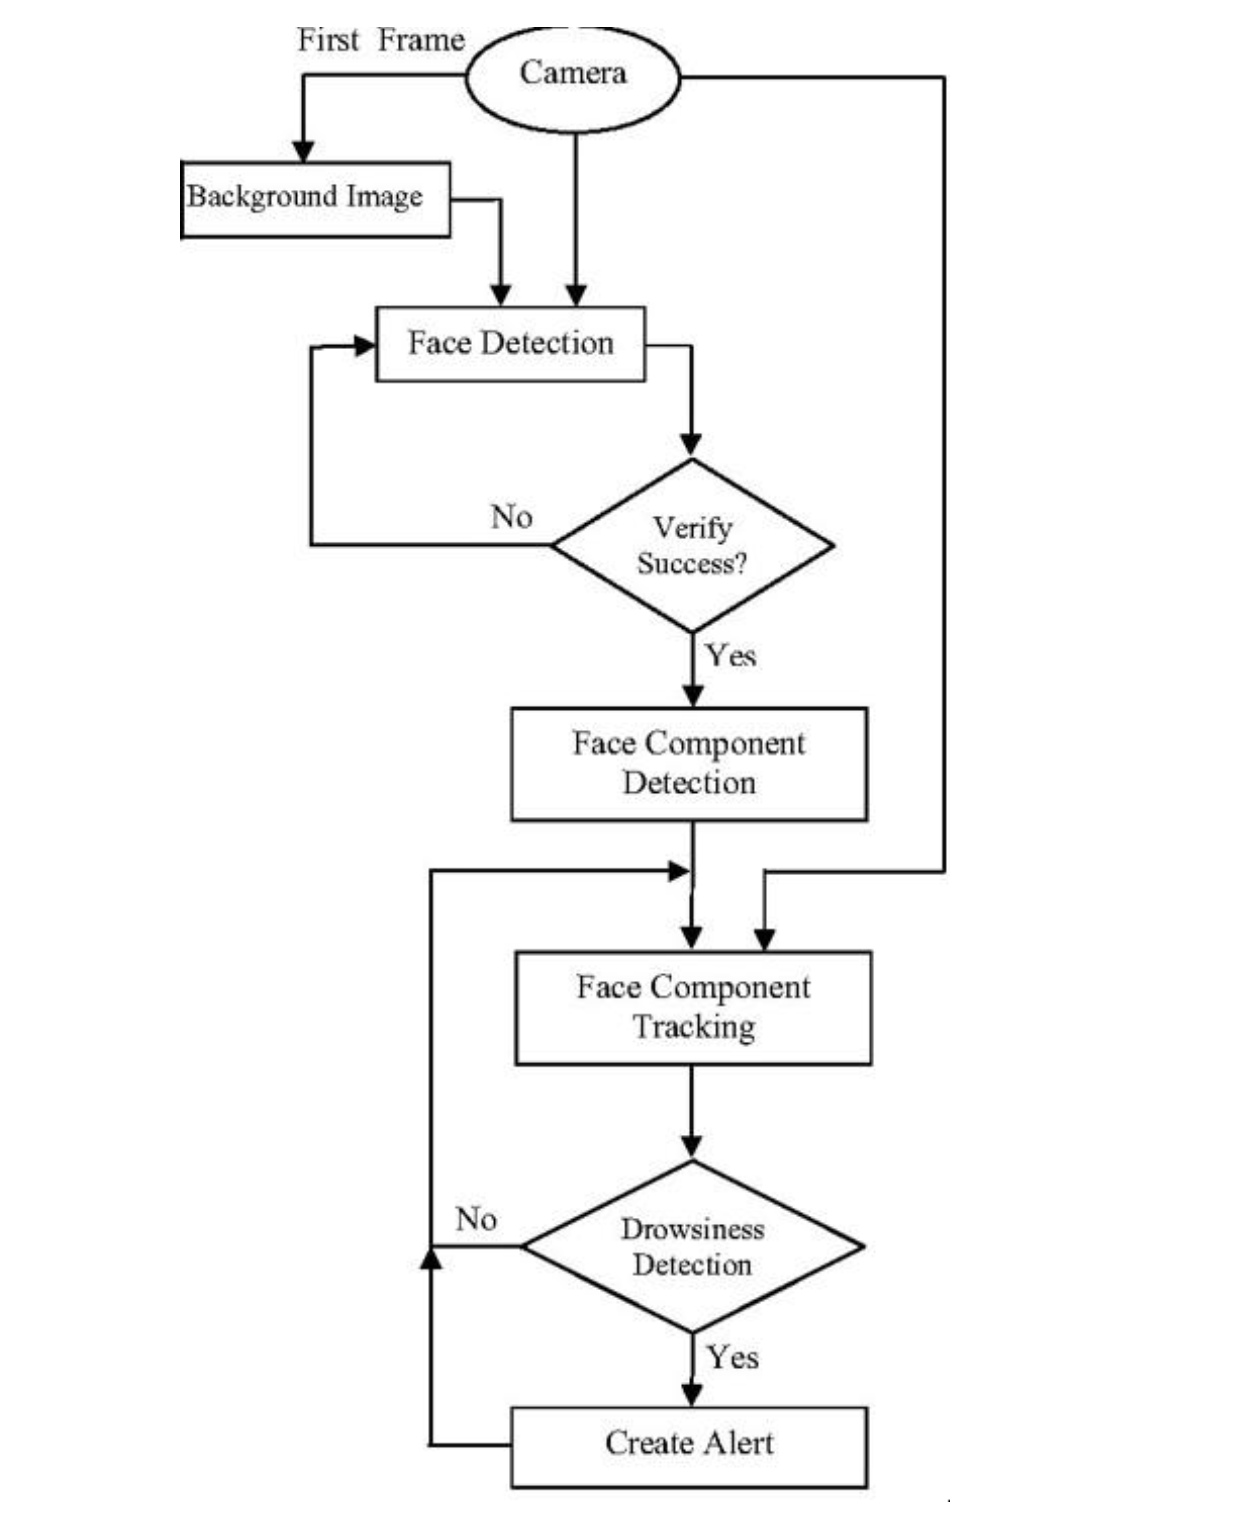 First Frame
Camera
Background Image
Face Detection
No
Verify
Success?
Yes
Face Component
Detection
Face Component
Tracking
No
Drowsiness
Detection
Yes
Create Alert